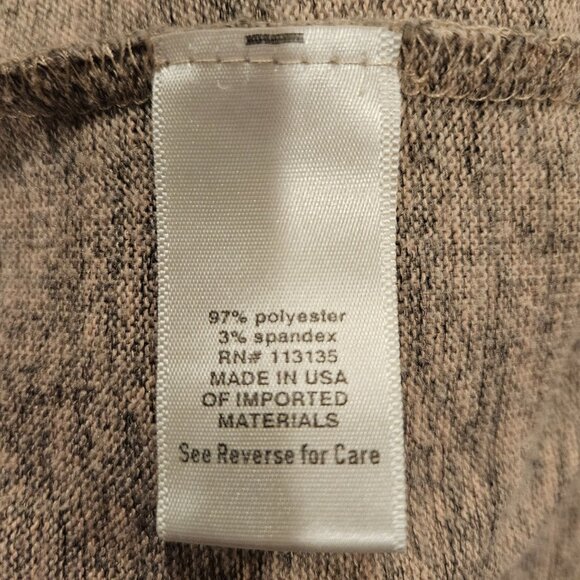 97% polyester
3% spandex
RN# 113135
MADE IN USA
OF IMPORTED
MATERIALS
See Reverse for Care